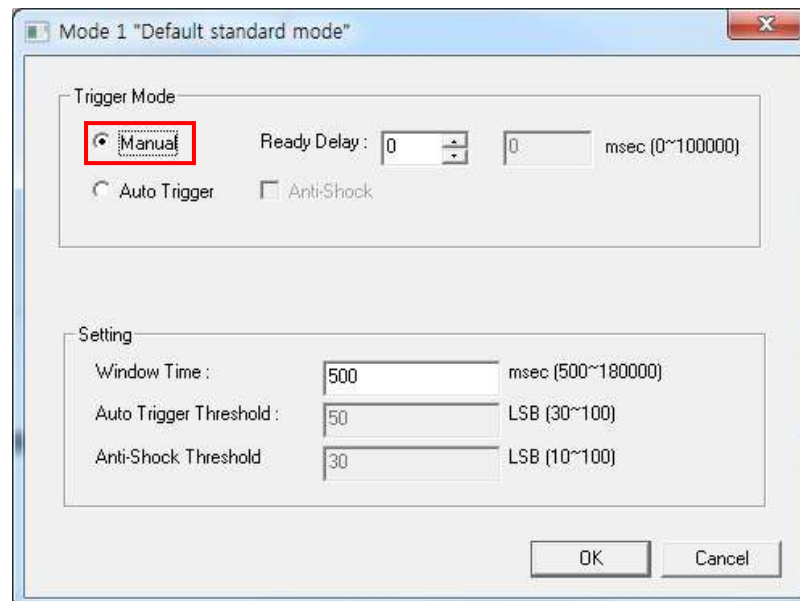 Mode 1 "Default standard mode"
Trigger Mode
Manual Ready Delay : 0 0 msec (0~100000)
Auto Trigger Anti-Shock
Setting
Window Time : 500 msec (500~180000)
Auto Trigger Threshold : 50 LSB (30~100)
Anti-Shock Threshold 30 LSB (10~100)
OK Cancel